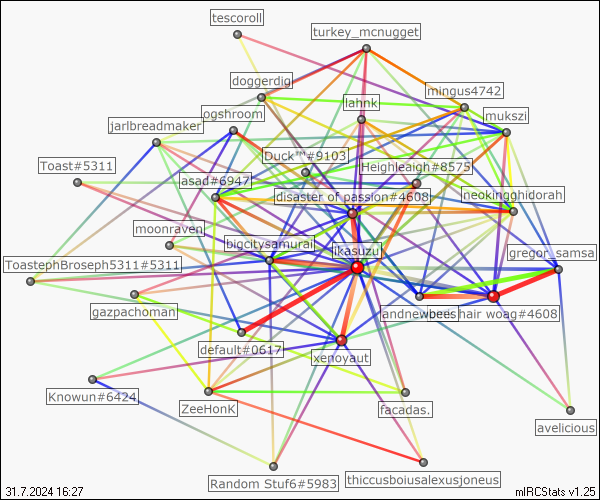 tescoroll
turkey_mcnugget
doggerdig
mingus4742
lahnk
ogshroom
mukszi
jarlbreadmaker
Duck™#9103
Toast#5311
Heighleaigh#8575
asad#6947
disaster of passion#4608
neokingghidorah
moonraven
bigcitysamurai
ikasuzu
gregor_samsa
ToastephBroseph5311#5311
gazpachoman
andnewbees
hair woag#4608
default#0617
xenoyaut
Knowun#6424
ZeeHonK
facadas.
avelicious
Random Stuf6#5983
thiccusboiusalexusjoneus
31.7.2024 16:27
mIRCStats v1.25